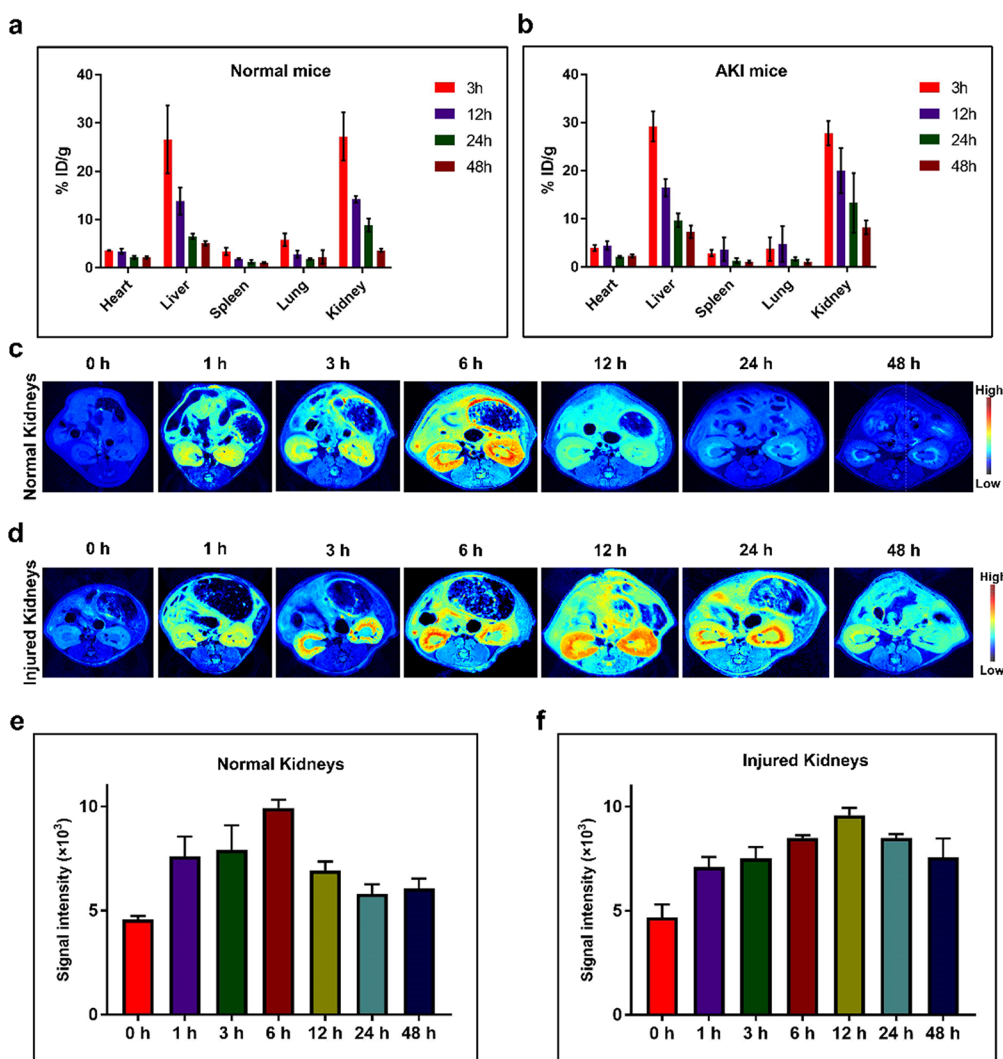 a
b
Normal mice
% ID/g
40
30
20
10
0
3h
12h
24h
48h
Heart
Liver
Spleen
Lung
Kidney
AKI mice
% ID/g
40
30
20
10
0
3h
12h
24h
48h
Heart
Liver
Spleen
Lung
Kidney
c
0 h
1 h
3 h
6 h
12 h
24 h
48 h
Normal Kidneys
High
Low
d
0 h
1 h
3 h
6 h
12 h
24 h
48 h
Injured Kidneys
High
Low
e
Normal Kidneys
Signal intensity (×10³)
10
5
0
0 h 1 h 3 h 6 h 12 h 24 h 48 h
f
Injured Kidneys
Signal intensity (×10³)
10
5
0
0 h 1 h 3 h 6 h 12 h 24 h 48 h